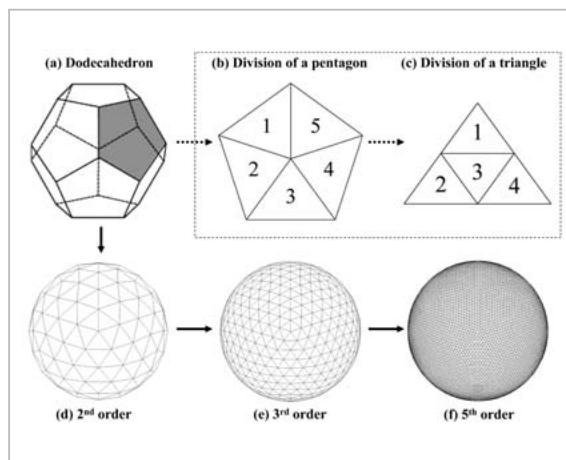 (a) Dodecahedron
(b) Division of a pentagon
(c) Division of a triangle
1
5
2
4
3
1
2
3
4
(d) 2nd order
(e) 3rd order
(f) 5th order